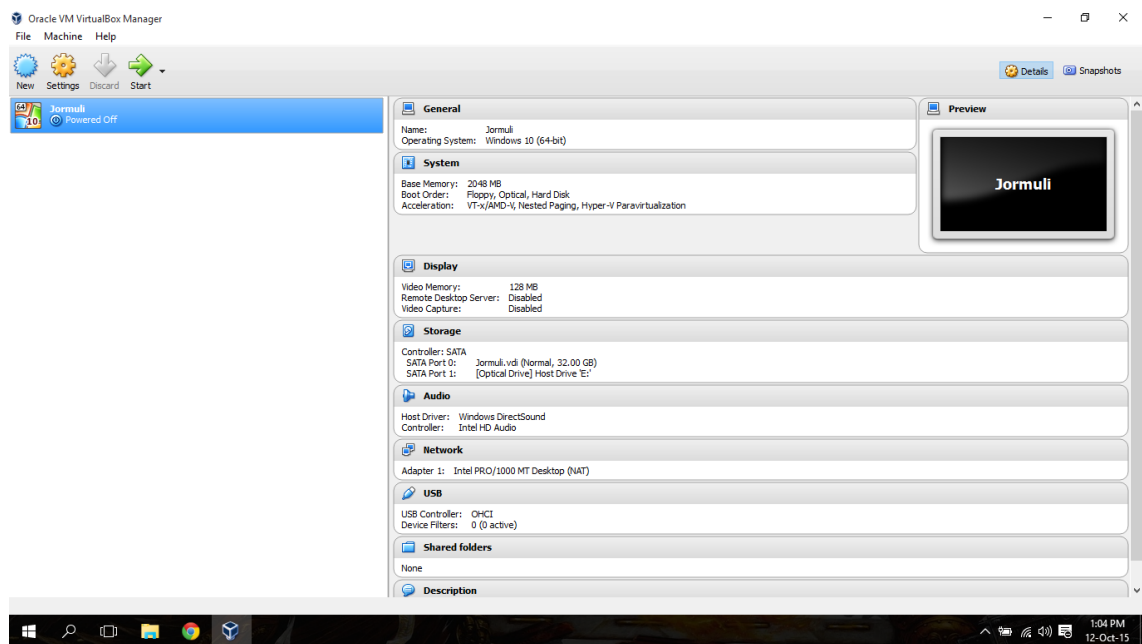 Oracle VM VirtualBox Manager
File Machine Help
New Settings Discard Start
Details Snapshots
64
10
Jormuli
Powered Off
General
Name: Jormuli
Operating System: Windows 10 (64-bit)
System
Base Memory: 2048 MB
Boot Order: Floppy, Optical, Hard Disk
Acceleration: VT-x/AMD-V, Nested Paging, Hyper-V Paravirtualization
Preview
Jormuli
Display
Video Memory: 128 MB
Remote Desktop Server: Disabled
Video Capture: Disabled
Storage
Controller: SATA
SATA Port 0: Jormuli.vdi (Normal, 32.00 GB)
SATA Port 1: [Optical Drive] Host Drive 'E:'
Audio
Host Driver: Windows DirectSound
Controller: Intel HD Audio
Network
Adapter 1: Intel PRO/1000 MT Desktop (NAT)
USB
USB Controller: OHCI
Device Filters: 0 (0 active)
Shared folders
None
Description
1:04 PM
12-Oct-15